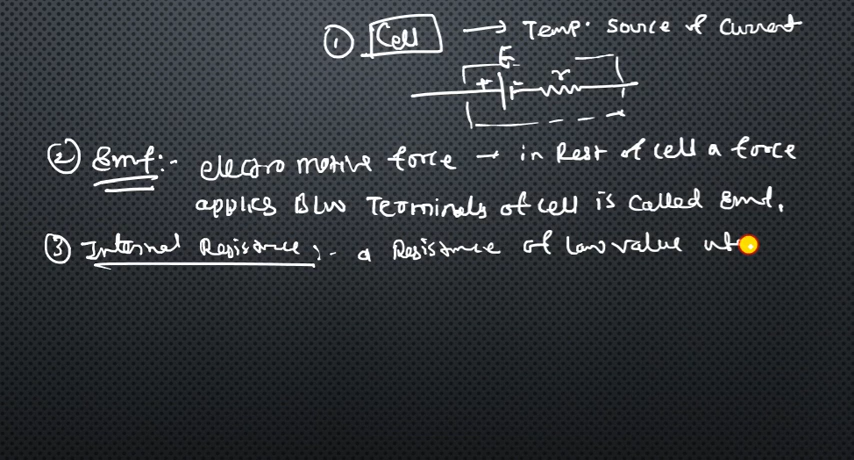 ① Cell → Temp. Source of Current
E
+ - r
② Emf:- electro motive force → in Rest of cell a force
applies B/w Terminals of cell is called Emf.
③ Internal Resistance :- a Resistance of Low value